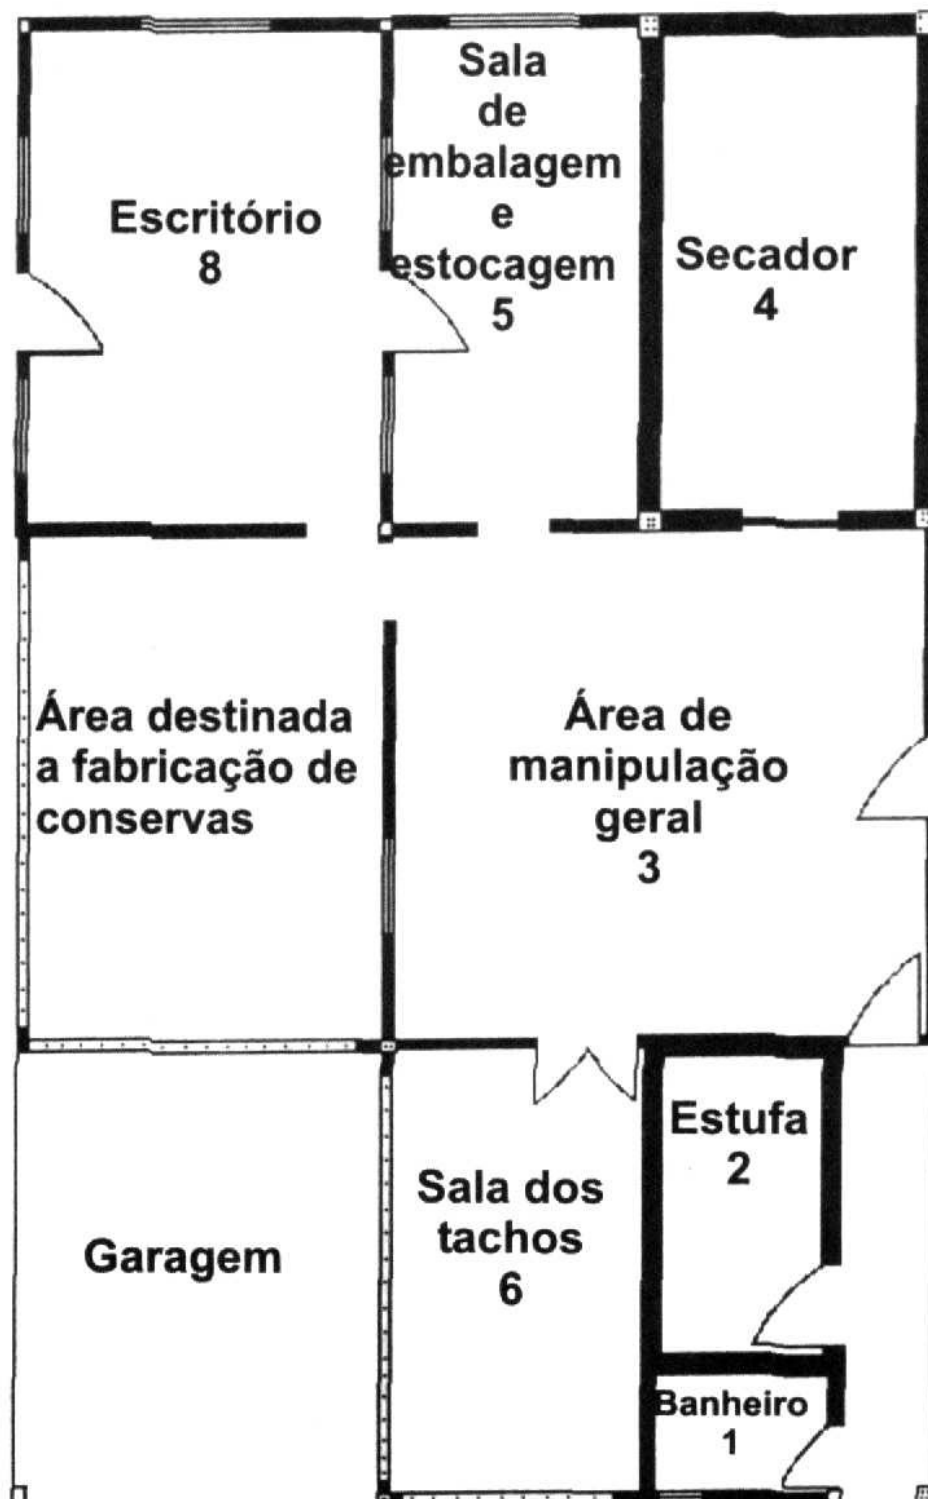 Escritório
8
Sala
de
embalagem
e
estocagem
5
Secador
4
Área destinada
a fabricação de
conservas
Área de
manipulação
geral
3
Garagem
Sala dos
tachos
6
Estufa
2
Banheiro
1